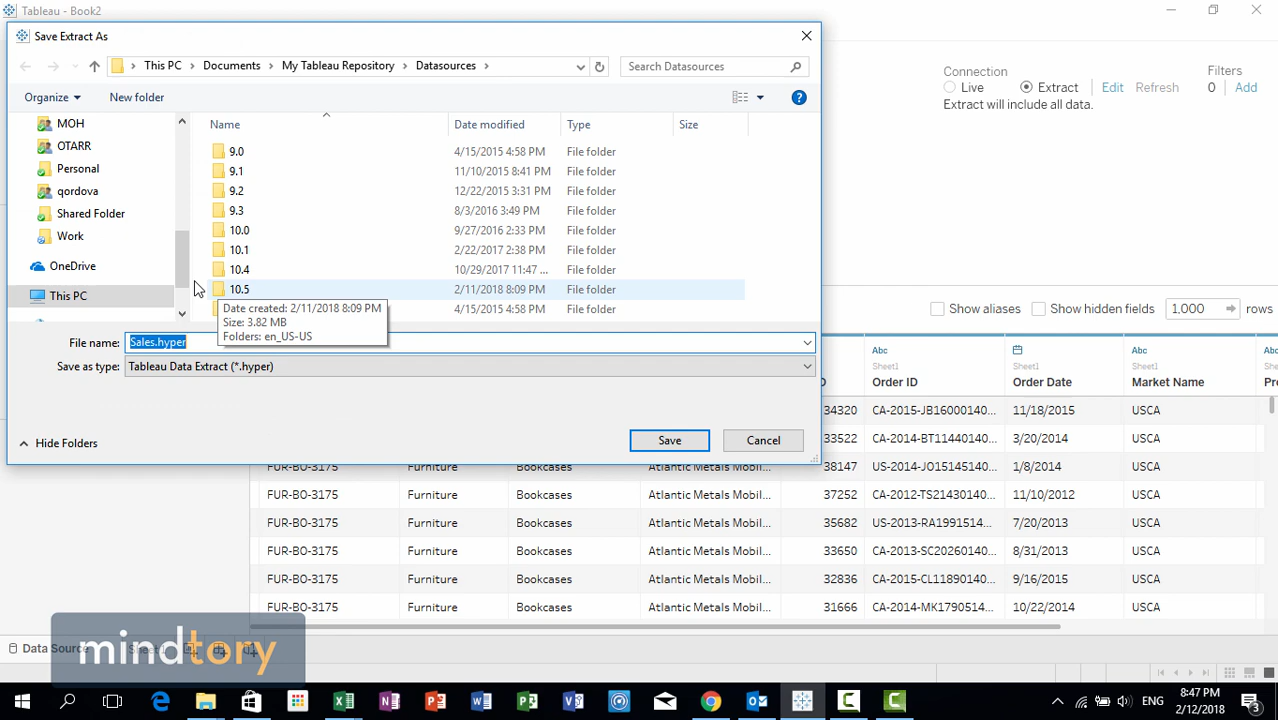 Tableau - Book2
Save Extract As
This PC > Documents > My Tableau Repository > Datasources >
Search Datasources
Organize
New folder
Name Date modified Type Size
MOH
OTARR
Personal
qordova
Shared Folder
Work
OneDrive
This PC
9.0 4/15/2015 4:58 PM File folder
9.1 11/10/2015 8:41 PM File folder
9.2 12/22/2015 3:31 PM File folder
9.3 8/3/2016 3:49 PM File folder
10.0 9/27/2016 2:33 PM File folder
10.1 2/22/2017 2:38 PM File folder
10.4 10/29/2017 11:47 ... File folder
10.5 2/11/2018 8:09 PM File folder
4/15/2015 4:58 PM File folder
Date created: 2/11/2018 8:09 PM
Size: 3.82 MB
Folders: en_US-US
File name: Sales.hyper
Save as type: Tableau Data Extract (*.hyper)
Hide Folders
Save
Cancel
Connection
Live Extract Edit Refresh
Extract will include all data.
Filters
0 Add
Show aliases Show hidden fields 1,000 rows
Abc Abc
Sheet1 Sheet1 Sheet1
Order ID Order Date Market Name
34320 CA-2015-JB16000140... 11/18/2015 USCA
33522 CA-2014-BT11440140... 3/20/2014 USCA
FUR-BO-3175 Furniture Bookcases Atlantic Metals Mobil... 38147 US-2014-JO15145140... 1/8/2014 USCA
FUR-BO-3175 Furniture Bookcases Atlantic Metals Mobil... 37252 CA-2012-TS21430140... 11/10/2012 USCA
FUR-BO-3175 Furniture Bookcases Atlantic Metals Mobil... 35682 US-2013-RA1991514... 7/20/2013 USCA
FUR-BO-3175 Furniture Bookcases Atlantic Metals Mobil... 33650 CA-2013-SC20260140... 8/31/2013 USCA
FUR-BO-3175 Furniture Bookcases Atlantic Metals Mobil... 32836 CA-2015-CL11890140... 9/16/2015 USCA
FUR-BO-3175 Furniture Bookcases Atlantic Metals Mobil... 31666 CA-2014-MK1790514... 10/22/2014 USCA
Data Source Sheet 1
mindtory
ENG
8:47 PM
2/12/2018
3